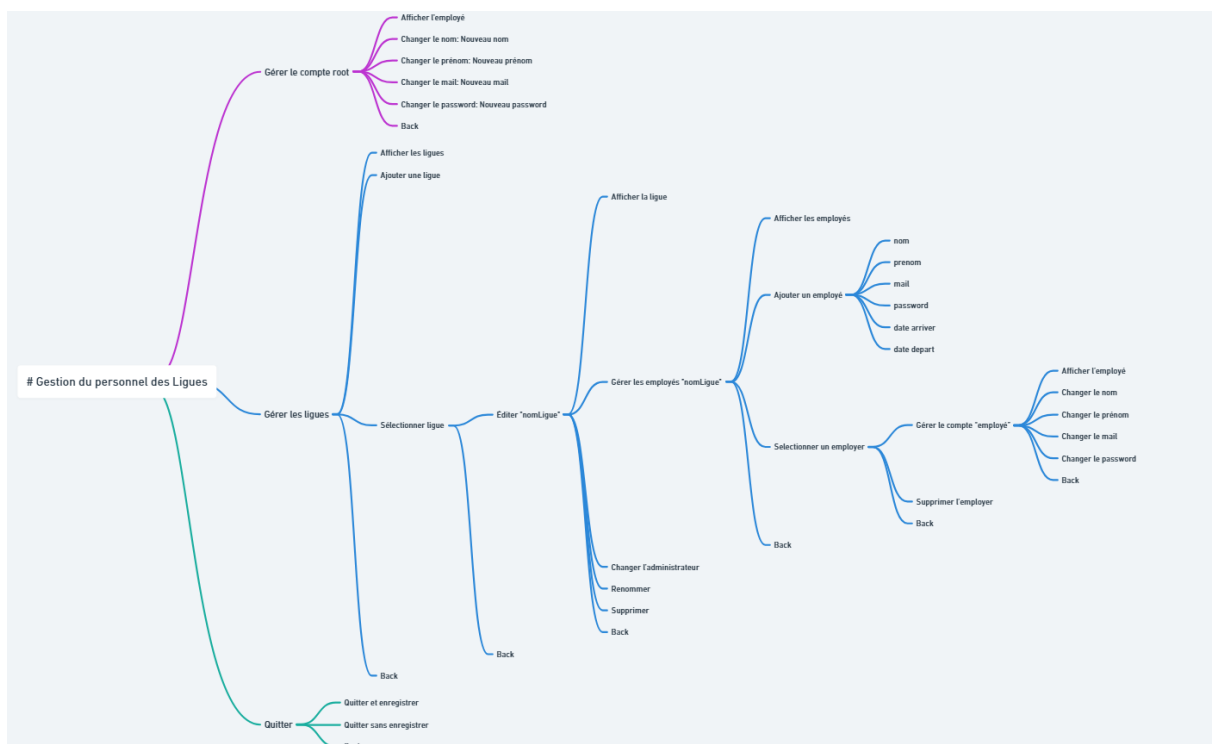 Afficher l'employé
Changer le nom: Nouveau nom
Changer le prénom: Nouveau prénom
Gérer le compte root
Changer le mail: Nouveau mail
Changer le password: Nouveau password
Back
Afficher les ligues
Ajouter une ligue
Afficher la ligue
Afficher les employés
nom
prenom
mail
Ajouter un employé
password
date arriver
date depart
# Gestion du personnel des Ligues
Gérer les ligues
Sélectionner ligue
Éditer "nomLigue"
Gérer les employés "nomLigue"
Selectionner un employer
Gérer le compte "employé"
Afficher l'employé
Changer le nom
Changer le prénom
Changer le mail
Changer le password
Back
Supprimer l'employer
Back
Back
Changer l'administrateur
Renommer
Supprimer
Back
Back
Back
Quitter
Quitter et enregistrer
Quitter sans enregistrer